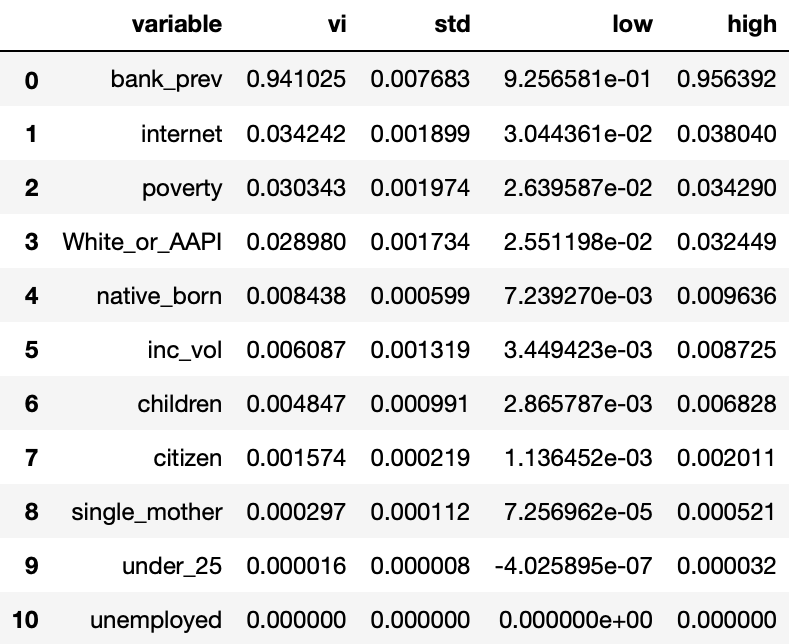 variable vi std low high
0 bank_prev 0.941025 0.007683 9.256581e-01 0.956392
1 internet 0.034242 0.001899 3.044361e-02 0.038040
2 poverty 0.030343 0.001974 2.639587e-02 0.034290
3 White_or_AAPI 0.028980 0.001734 2.551198e-02 0.032449
4 native_born 0.008438 0.000599 7.239270e-03 0.009636
5 inc_vol 0.006087 0.001319 3.449423e-03 0.008725
6 children 0.004847 0.000991 2.865787e-03 0.006828
7 citizen 0.001574 0.000219 1.136452e-03 0.002011
8 single_mother 0.000297 0.000112 7.256962e-05 0.000521
9 under_25 0.000016 0.000008 -4.025895e-07 0.000032
10 unemployed 0.000000 0.000000 0.000000e+00 0.000000